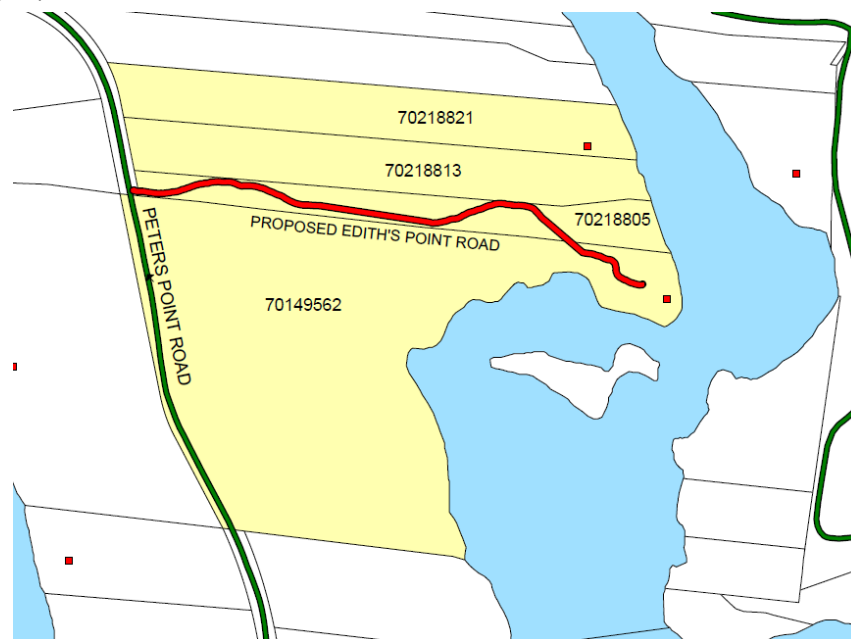 70218821
70218813
70218805
PROPOSED EDITH'S POINT ROAD
PETERS POINT ROAD
70149562